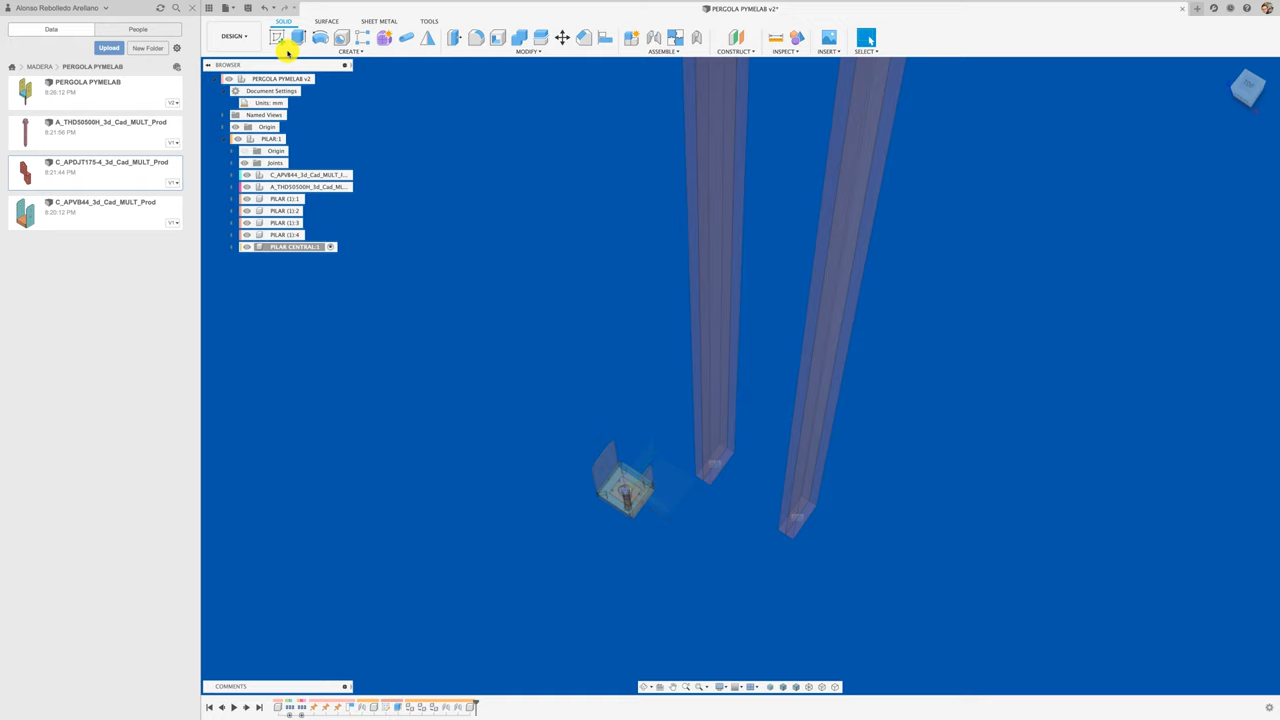 Alonso Rebolledo Arellano
PERGOLA PYMELAB v2*
Data
People
Upload
New Folder
MADERA
PERGOLA PYMELAB
PERGOLA PYMELAB
8:26:12 PM
V2
A_THD50500H_3d_Cad_MULT_Prod
8:21:56 PM
V1
C_APDJT175-4_3d_Cad_MULT_Prod
8:21:44 PM
V1
C_APVB44_3d_Cad_MULT_Prod
8:20:12 PM
V1
DESIGN
SOLID
SURFACE
SHEET METAL
TOOLS
CREATE
MODIFY
ASSEMBLE
CONSTRUCT
INSPECT
INSERT
SELECT
BROWSER
PERGOLA PYMELAB v2
Document Settings
Units: mm
Named Views
Origin
PILAR:1
Origin
Joints
C_APVB44_3d_Cad_MULT_...
A_THD50500H_3d_Cad_ML...
PILAR (1):1
PILAR (1):2
PILAR (1):3
PILAR (1):4
PILAR CENTRAL:1
TOP
COMMENTS